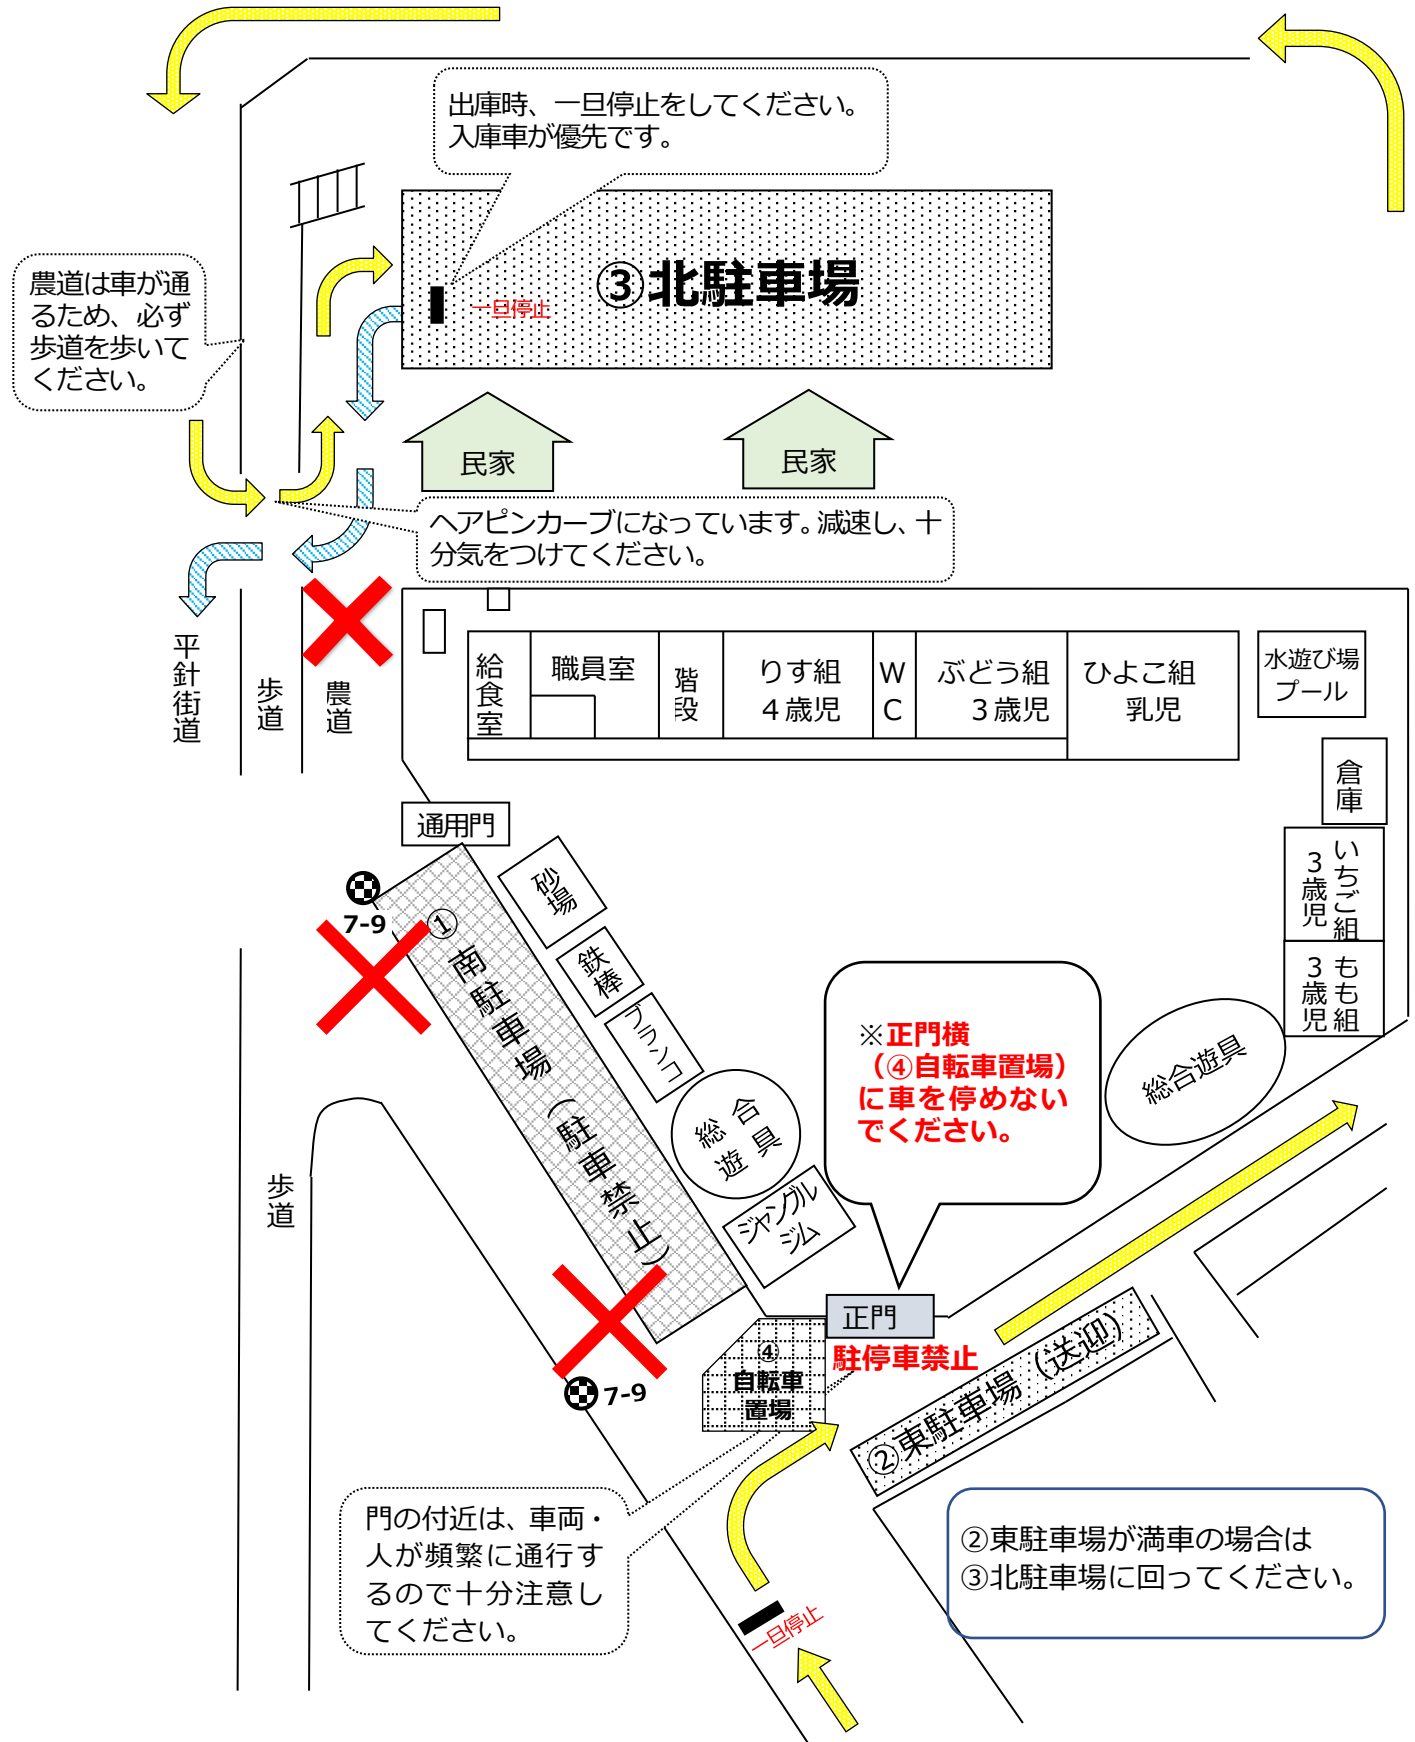 出庫時、一旦停止をしてください。
入庫車が優先です。
③北駐車場
一旦停止
農道は車が通
るため、必ず
歩道を歩いて
ください。
民家
民家
ヘアピンカーブになっています。減速し、十
分気をつけてください。
平針街道
歩道
農道
給食室
職員室
階段
りす組
４歳児
ＷＣ
ぶどう組
３歳児
ひよこ組
乳児
水遊び場
プール
倉庫
いちご組
３歳児
もも組
３歳児
通用門
7-9
①南駐車場（駐車禁止）
砂場
鉄棒
ブランコ
総合
遊具
ジャングル
ジム
※正門横
（④自転車置場）
に車を停めない
でください。
総合遊具
歩道
正門
駐停車禁止
④
自転車
置場
7-9
②東駐車場（送迎）
門の付近は、車両・
人が頻繁に通行す
るので十分注意し
てください。
一旦停止
②東駐車場が満車の場合は
③北駐車場に回ってください。